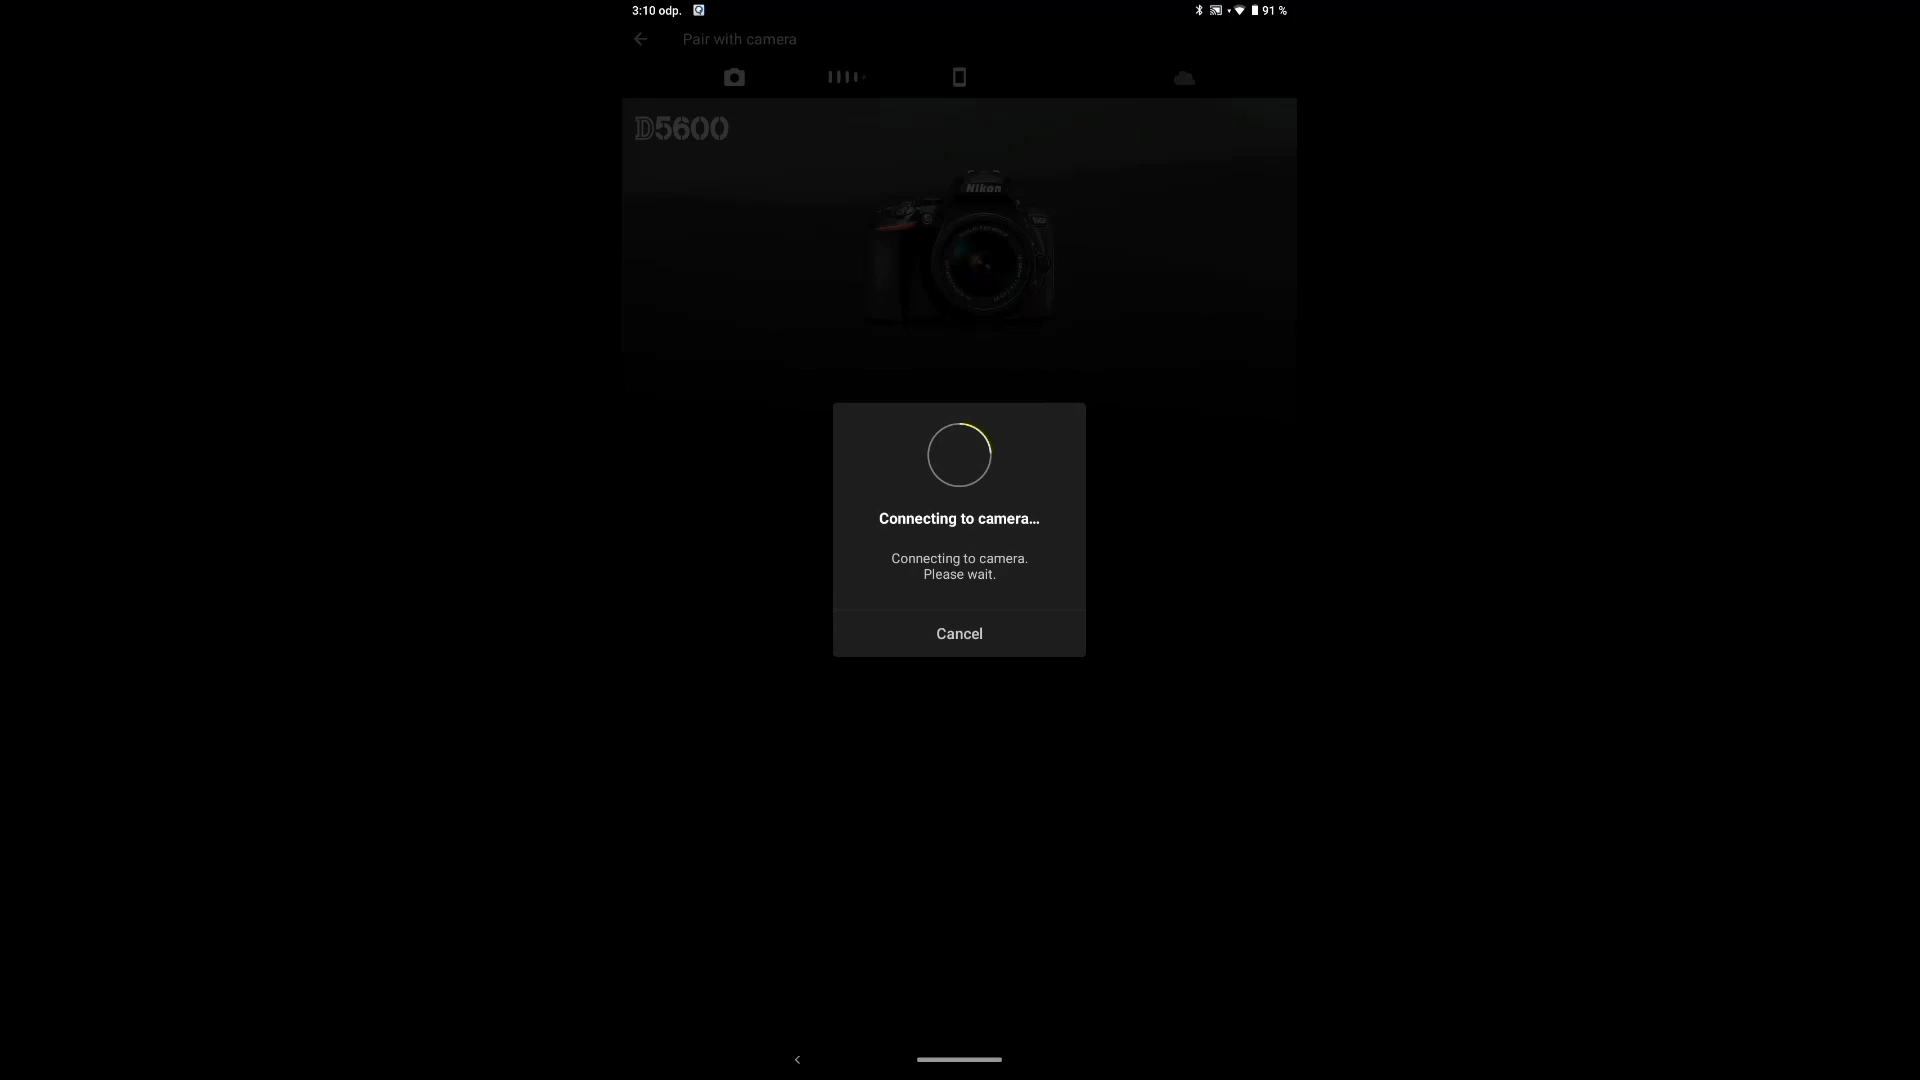 3:10 odp.
91 %
Pair with camera
D5600
Nikon
Connecting to camera...
Connecting to camera.
Please wait.
Cancel